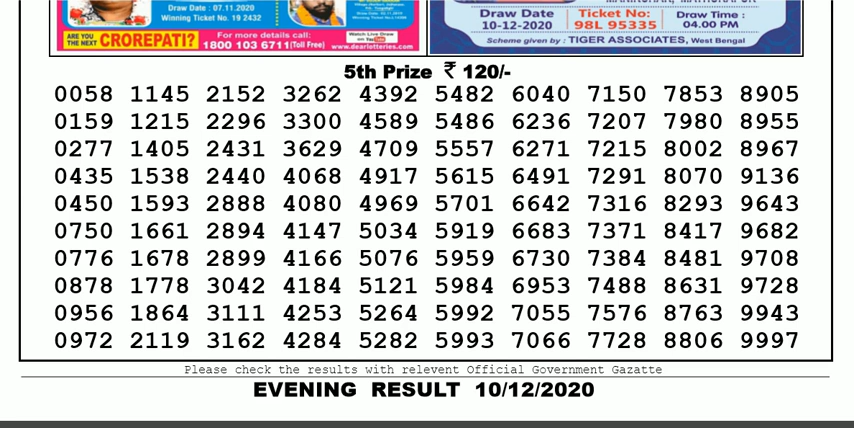 Draw Date : 07.11.2020
Winning Ticket No. 19 2432
ARE YOU THE NEXT CROREPATI?
For more details call:
1800 103 6711(Toll Free)
Watch Live Draw
on YouTube
www.dearlotteries.com
Draw Date
10-12-2020
Ticket No:
98L 95335
Draw Time :
04.00 PM
Scheme given by : TIGER ASSOCIATES, West Bengal
5th Prize ₹ 120/-
0058 1145 2152 3262 4392 5482 6040 7150 7853 8905
0159 1215 2296 3300 4589 5486 6236 7207 7980 8955
0277 1405 2431 3629 4709 5557 6271 7215 8002 8967
0435 1538 2440 4068 4917 5615 6491 7291 8070 9136
0450 1593 2888 4080 4969 5701 6642 7316 8293 9643
0750 1661 2894 4147 5034 5919 6683 7371 8417 9682
0776 1678 2899 4166 5076 5959 6730 7384 8481 9708
0878 1778 3042 4184 5121 5984 6953 7488 8631 9728
0956 1864 3111 4253 5264 5992 7055 7576 8763 9943
0972 2119 3162 4284 5282 5993 7066 7728 8806 9997
Please check the results with relevent Official Government Gazatte
EVENING RESULT 10/12/2020